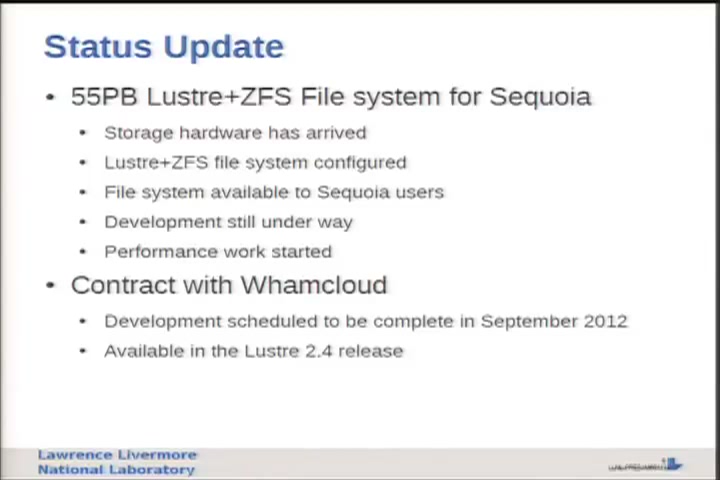 Status Update
• 55PB Lustre+ZFS File system for Sequoia
• Storage hardware has arrived
• Lustre+ZFS file system configured
• File system available to Sequoia users
• Development still under way
• Performance work started
• Contract with Whamcloud
• Development scheduled to be complete in September 2012
• Available in the Lustre 2.4 release
Lawrence Livermore
National Laboratory